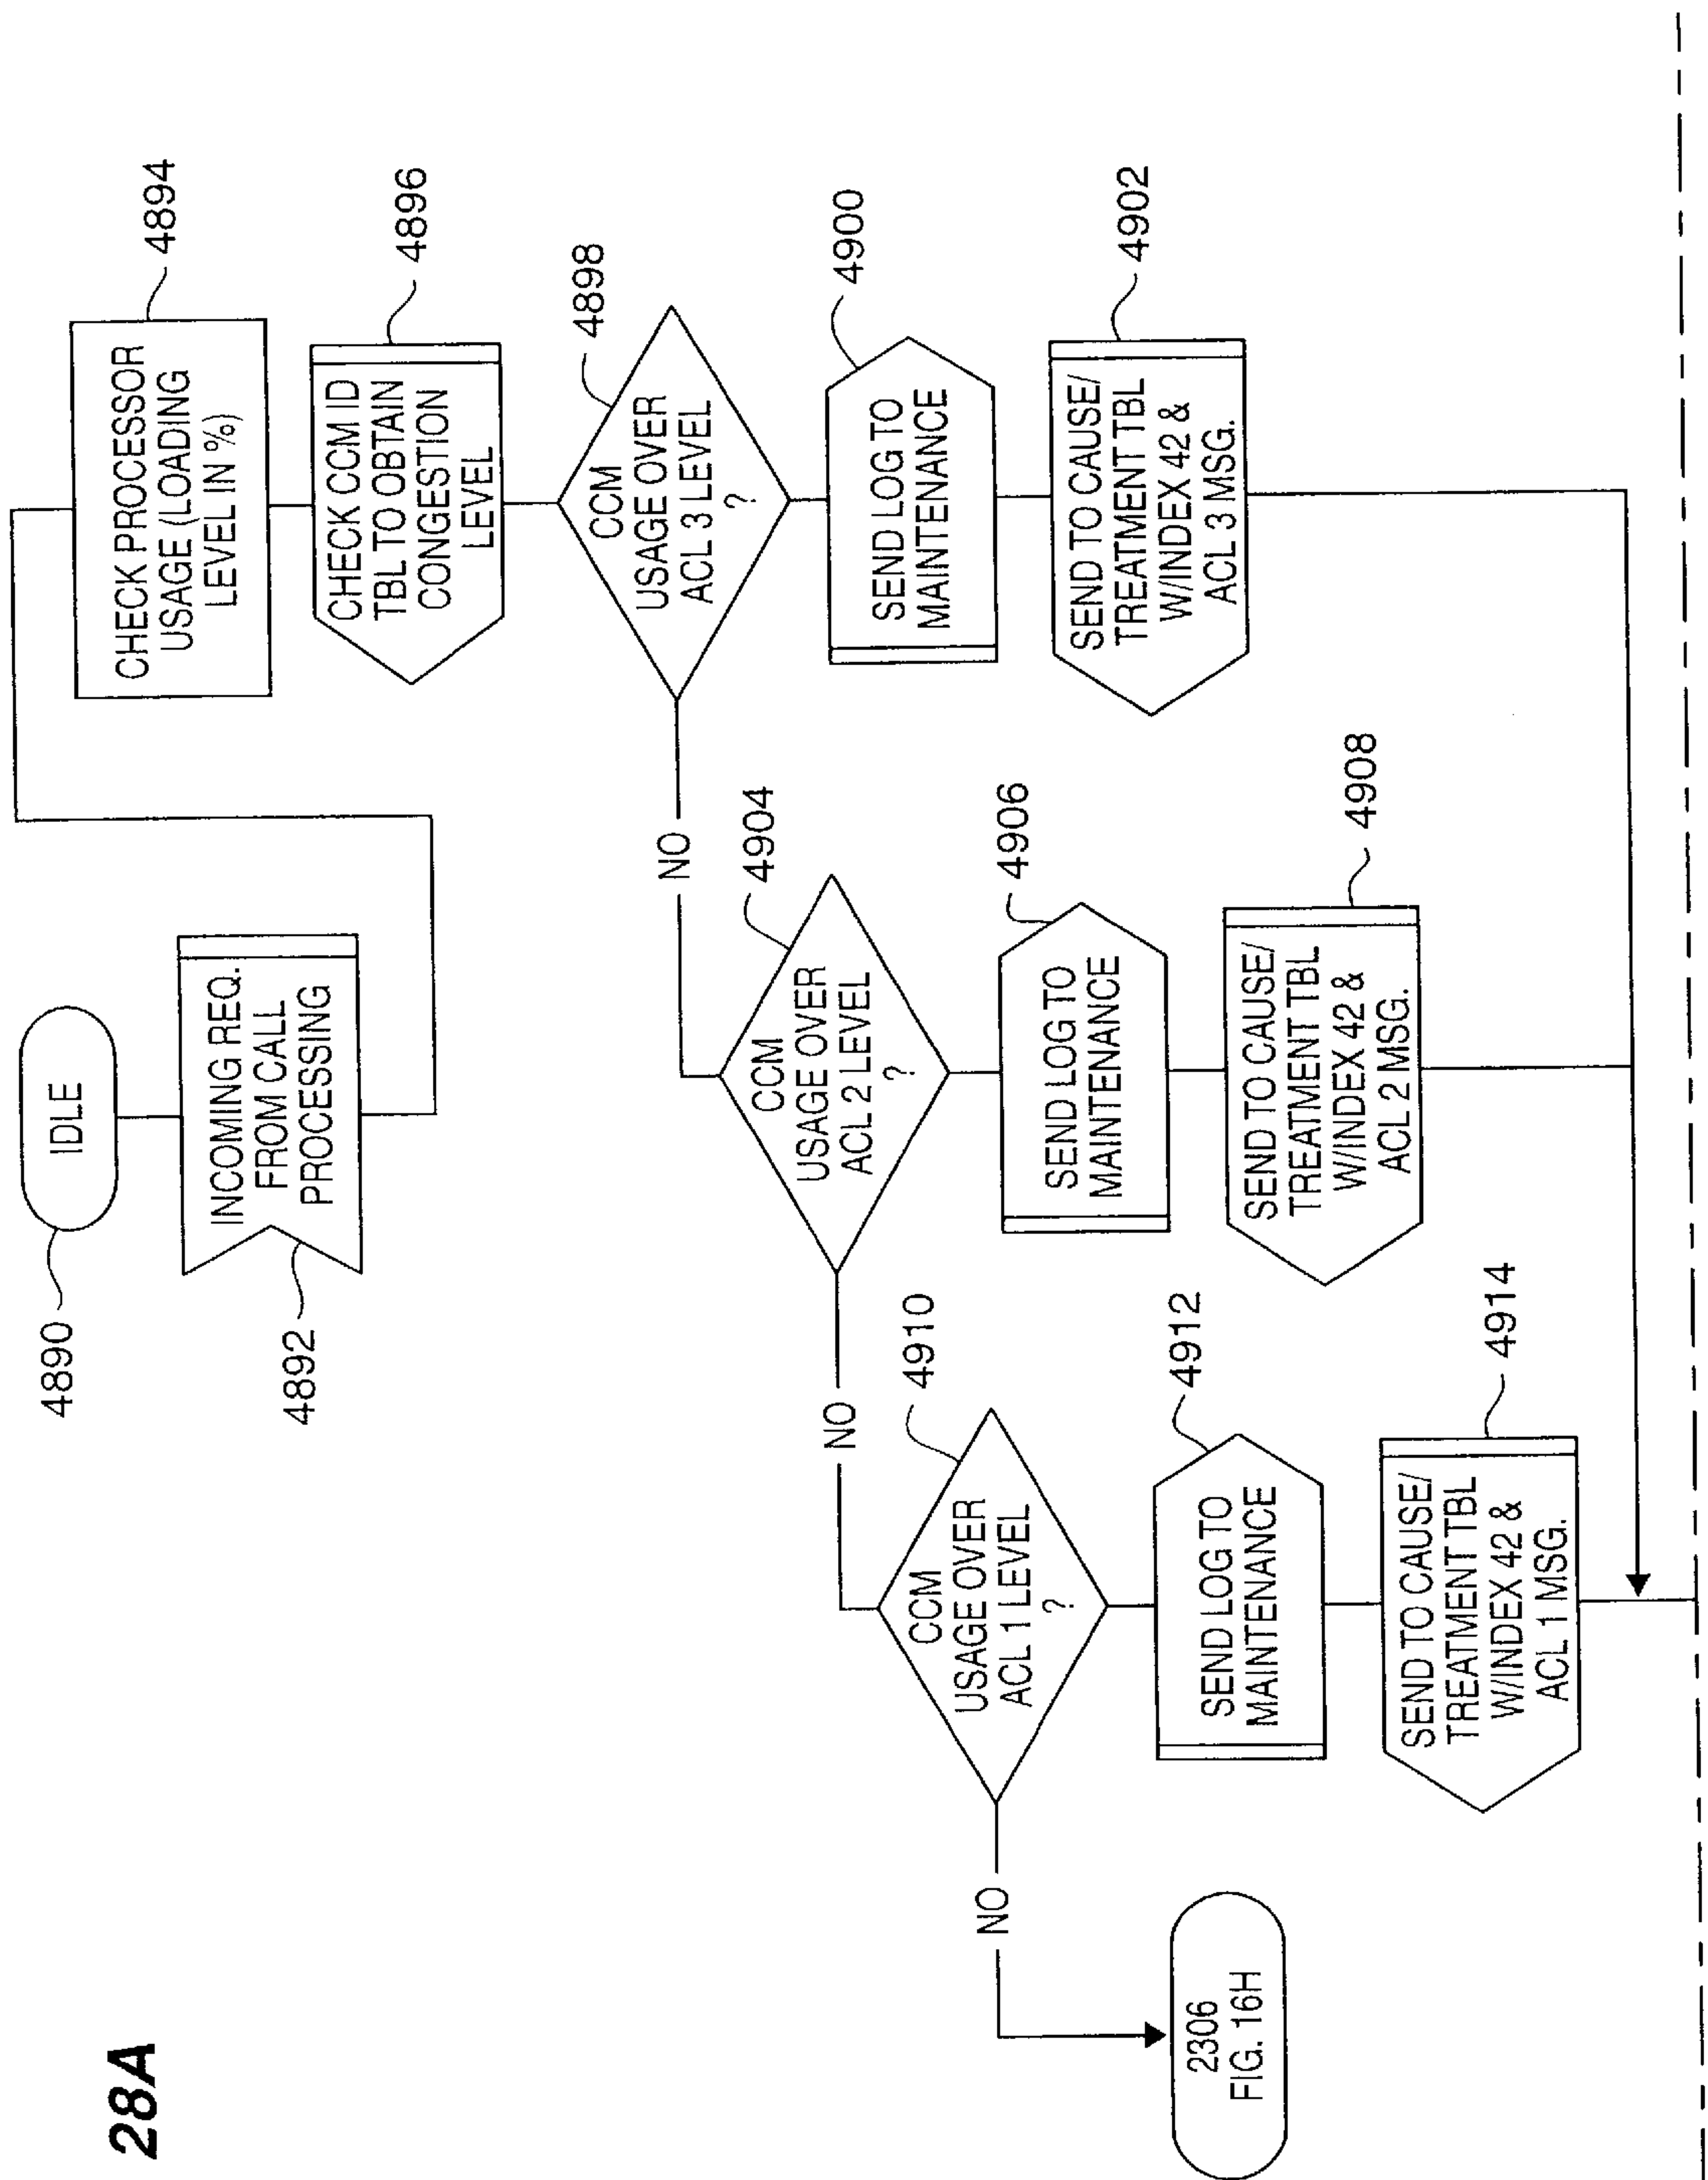 28A
4890
IDLE
4892
INCOMING REQ.
FROM CALL
PROCESSING
CHECK PROCESSOR
USAGE (LOADING
LEVEL IN %)
4894
CHECK CCM ID
TBL TO OBTAIN
CONGESTION
LEVEL
4896
CCM
USAGE OVER
ACL 3 LEVEL
?
4898
NO
SEND LOG TO
MAINTENANCE
4900
SEND TO CAUSE/
TREATMENT TBL
W/INDEX 42 &
ACL 3 MSG.
4902
CCM
USAGE OVER
ACL 2 LEVEL
?
4904
NO
SEND LOG TO
MAINTENANCE
4906
SEND TO CAUSE/
TREATMENT TBL
W/INDEX 42 &
ACL 2 MSG.
4908
CCM
USAGE OVER
ACL 1 LEVEL
?
4910
NO
SEND LOG TO
MAINTENANCE
4912
SEND TO CAUSE/
TREATMENT TBL
W/INDEX 42 &
ACL 1 MSG.
4914
2306
FIG. 16H